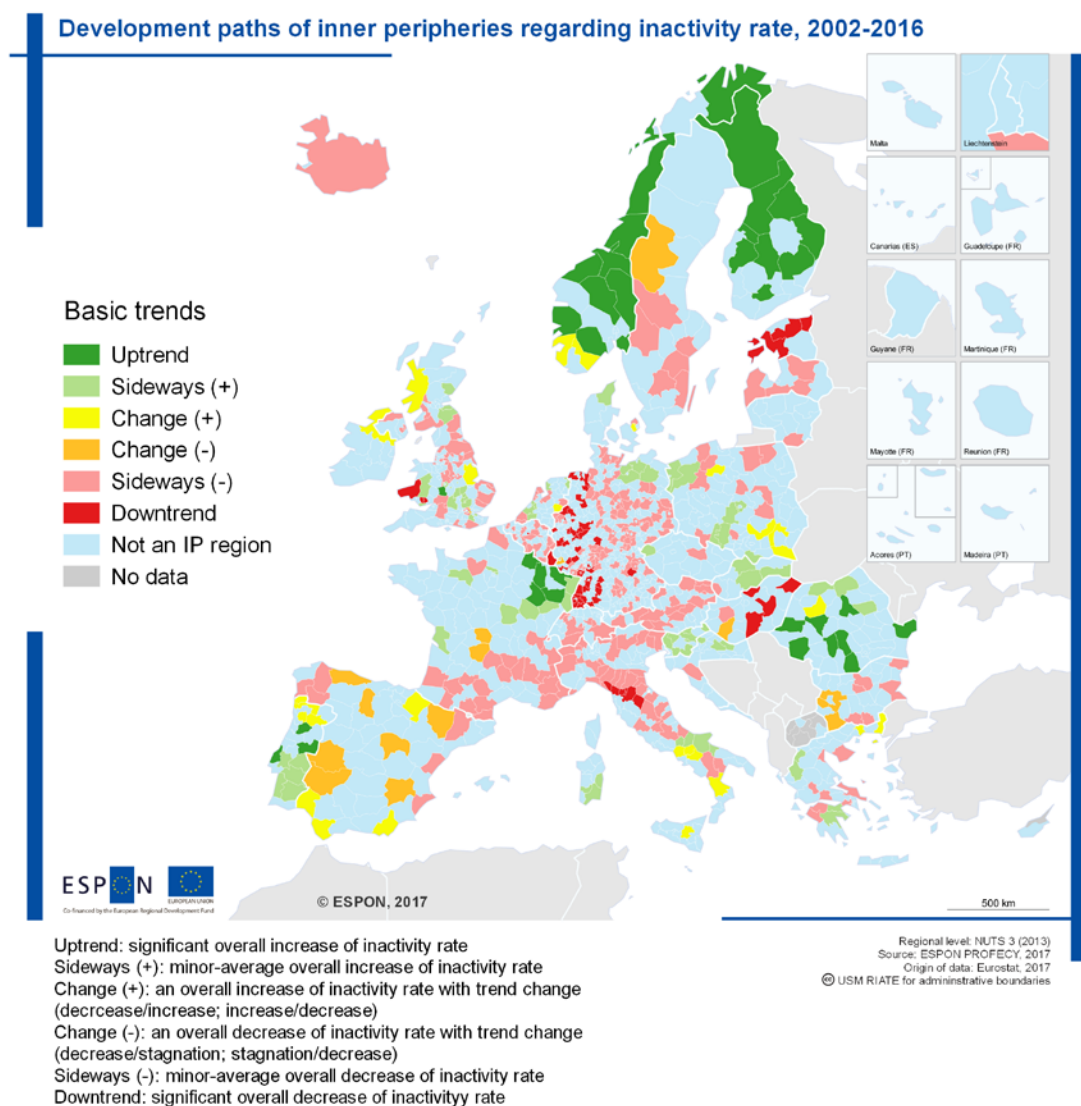 Development paths of inner peripheries regarding inactivity rate, 2002-2016
Malta
Liechtenstein
Canarias (ES)
Guadeloupe (FR)
Guyane (FR)
Martinique (FR)
Mayotte (FR)
Reunion (FR)
Acores (PT)
Madeira (PT)
Basic trends
Uptrend
Sideways (+)
Change (+)
Change (-)
Sideways (-)
Downtrend
Not an IP region
No data
ESPON
EUROPEAN UNION
Co-financed by the European Regional Development Fund
© ESPON, 2017
500 km
Uptrend: significant overall increase of inactivity rate
Sideways (+): minor-average overall increase of inactivity rate
Change (+): an overall increase of inactivity rate with trend change
(decrcease/increase; increase/decrease)
Change (-): an overall decrease of inactivity rate with trend change
(decrease/stagnation; stagnation/decrease)
Sideways (-): minor-average overall decrease of inactivity rate
Downtrend: significant overall decrease of inactivityy rate
Regional level: NUTS 3 (2013)
Source: ESPON PROFECY, 2017
Origin of data: Eurostat, 2017
cc USM RIATE for admininstrative boundaries